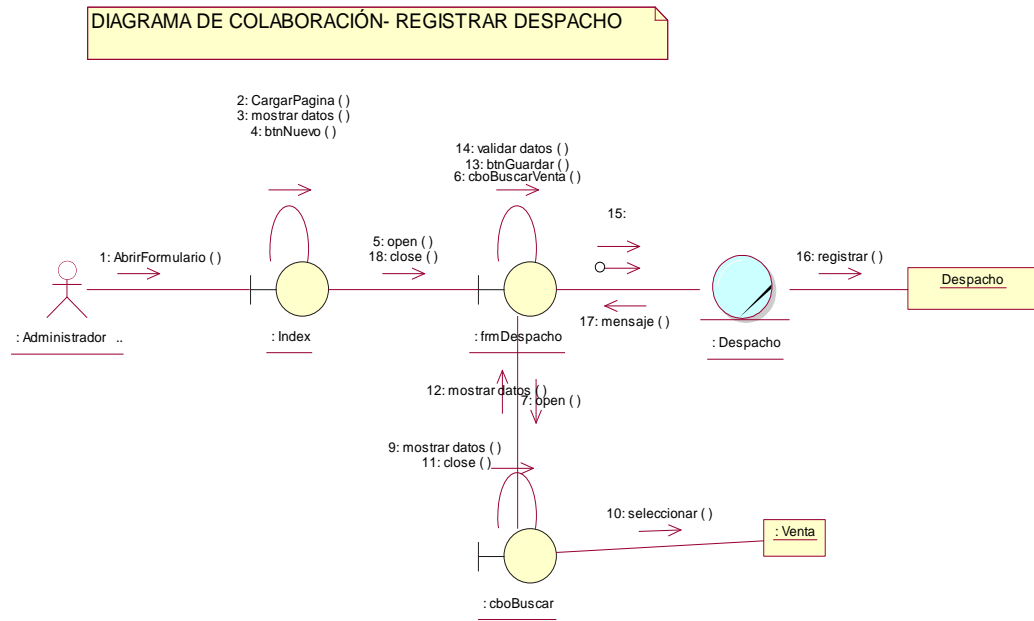 DIAGRAMA DE COLABORACIÓN- REGISTRAR DESPACHO
2: CargarPagina ( )
3: mostrar datos ( )
4: btnNuevo ( )
14: validar datos ( )
13: btnGuardar ( )
6: cboBuscarVenta ( )
15:
1: AbrirFormulario ( )
5: open ( )
18: close ( )
16: registrar ( )
Despacho
17: mensaje ( )
: Administrador ..
: Index
: frmDespacho
: Despacho
12: mostrar datos ( )
7: open ( )
9: mostrar datos ( )
11: close ( )
10: seleccionar ( )
: Venta
: cboBuscar